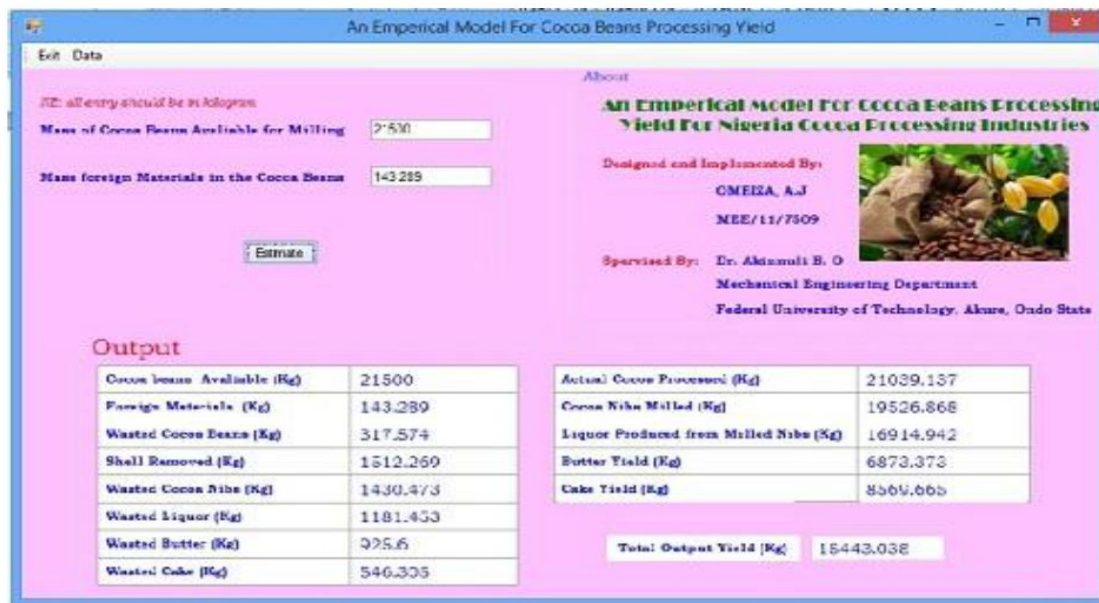 An Emperical Model For Cocoa Beans Processing Yield
Exit Data
About
NB: all entry should be in kilogram
Mass of Cocoa Beans Avaliable for Milling 21500
Mass foreign Materials in the Cocoa Beans 143.289
Estimate
An Emperical Model For Cocoa Beans Processing
Yield For Nigeria Cocoa Processing Industries
Designed and Implemented By:
OMEIZA, A.J
MEE/11/7509
Spervised By: Dr. Akinnuli B. O
Mechanical Engineering Department
Federal University of Technology, Akure, Ondo State
Output
Cocoa beans Avaliable (Kg) 21500
Foreign Materials (Kg) 143.289
Wasted Cocoa Beans (Kg) 317.574
Shell Removed (Kg) 1512.269
Wasted Cocoa Nibs (Kg) 1430.473
Wasted Liquor (Kg) 1181.453
Wasted Butter (Kg) 925.6
Wasted Cake (Kg) 546.305
Actual Cocoa Processed (Kg) 21039.137
Cocoa Nibs Milled (Kg) 19526.868
Liquor Produced from Milled Nibs (Kg) 16914.942
Butter Yield (Kg) 6873.373
Cake Yield (Kg) 8569.665
Total Output Yield (Kg) 15443.038